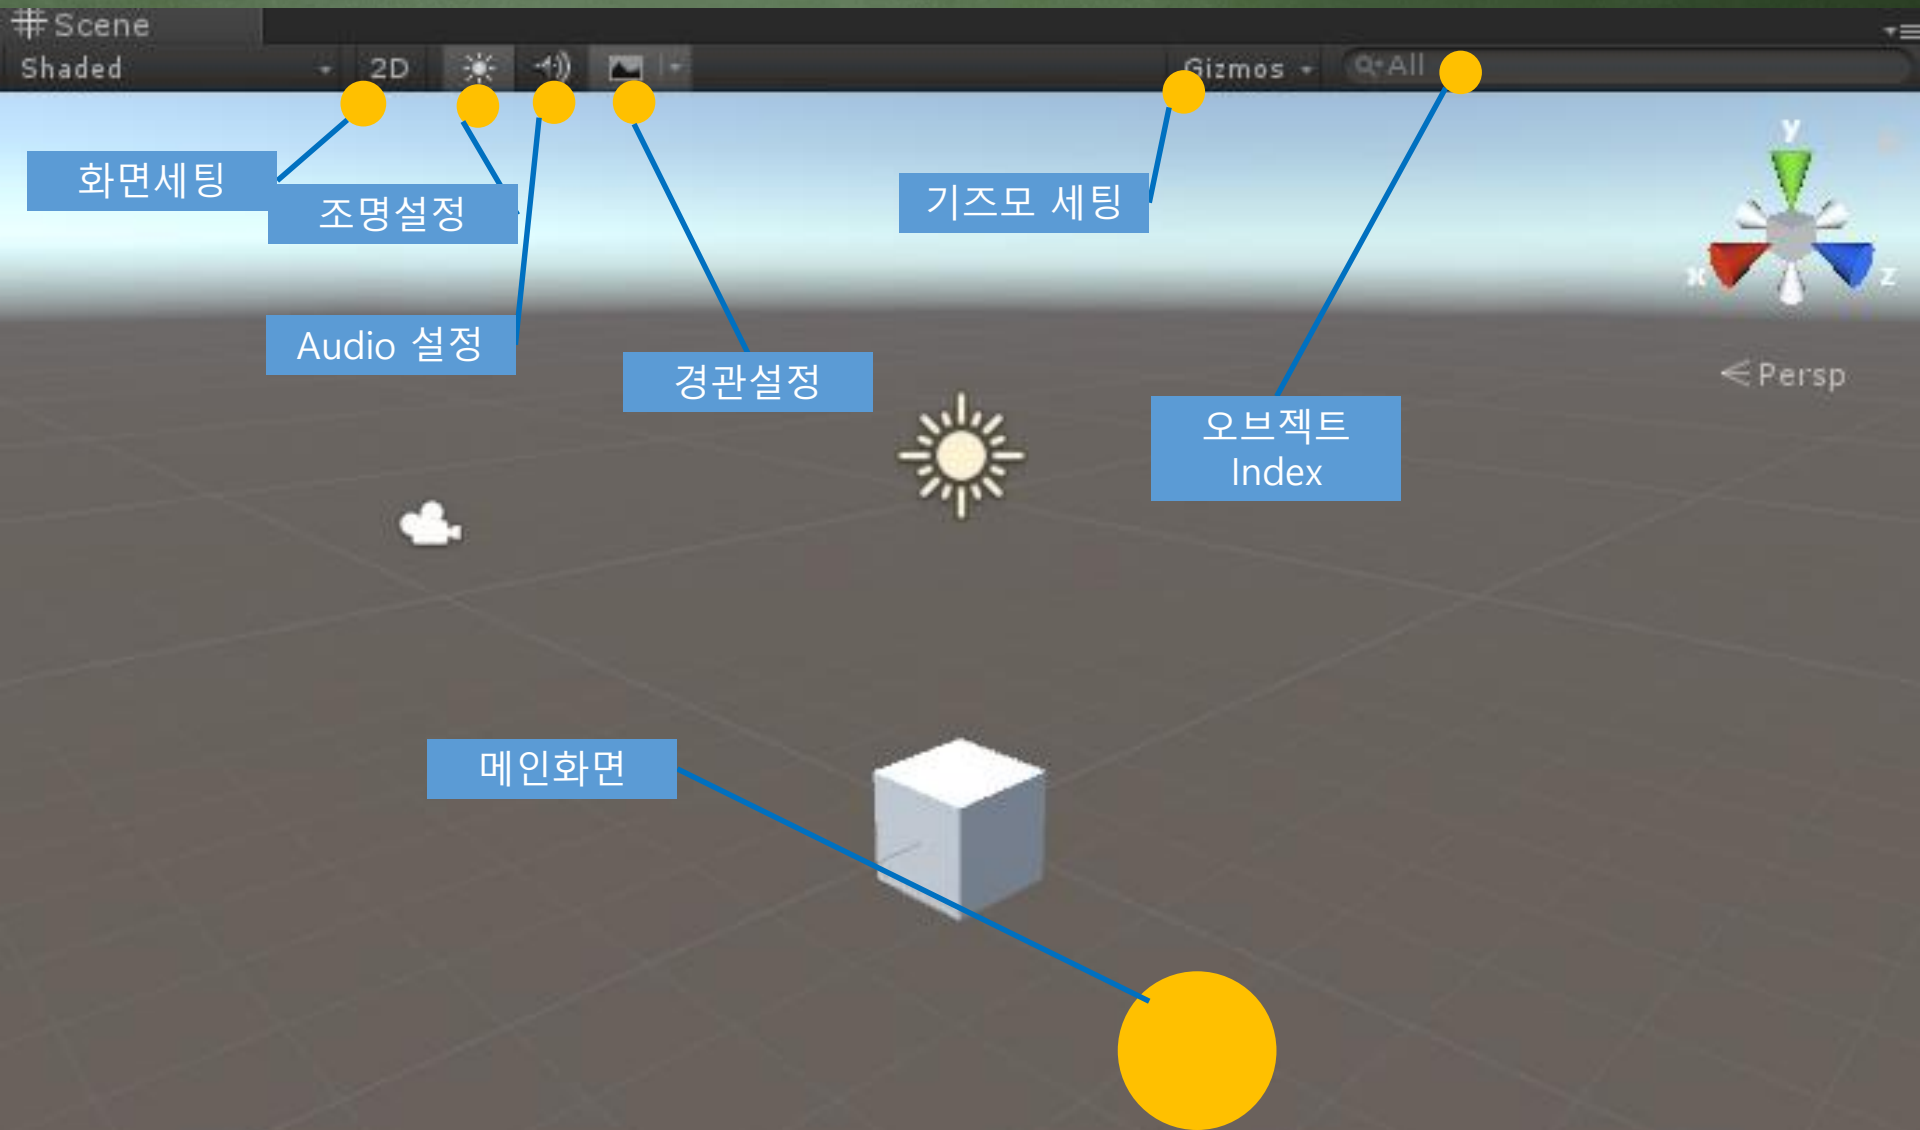 Scene
Shaded 2D Gizmos All
화면세팅
조명설정
기즈모 세팅
Audio 설정
경관설정
오브젝트
Index
y
x
z
Persp
메인화면